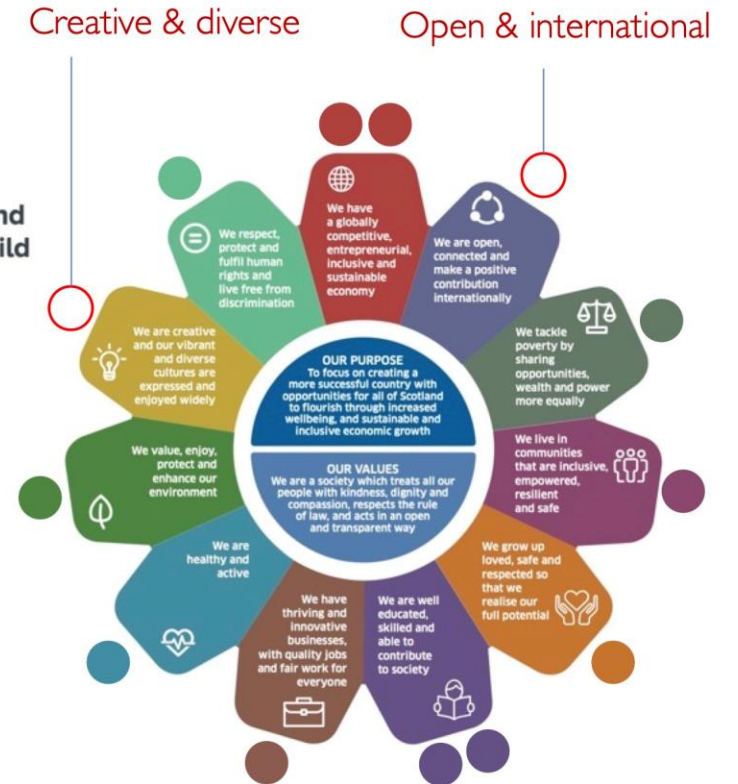 Creative & diverse
Open & international
nd
ild
We have
a globally
competitive,
entrepreneurial,
inclusive and
sustainable
economy
We are open,
connected and
make a positive
contribution
internationally
We tackle
poverty by
sharing
opportunities,
wealth and power
more equally
We live in
communities
that are inclusive,
empowered,
resilient
and safe
We grow up
loved, safe and
respected so
that we
realise our
full potential
We are well
educated,
skilled and
able to
contribute
to society
We have
thriving and
innovative
businesses,
with quality jobs
and fair work for
everyone
We are
healthy and
active
We value, enjoy,
protect and
enhance our
environment
We are creative
and our vibrant
and diverse
cultures are
expressed and
enjoyed widely
We respect,
protect and
fulfil human
rights and
live free from
discrimination
OUR PURPOSE
To focus on creating a
more successful country with
opportunities for all of Scotland
to flourish through increased
wellbeing, and sustainable and
inclusive economic growth
OUR VALUES
We are a society which treats all our
people with kindness, dignity and
compassion, respects the rule
of law, and acts in an open
and transparent way